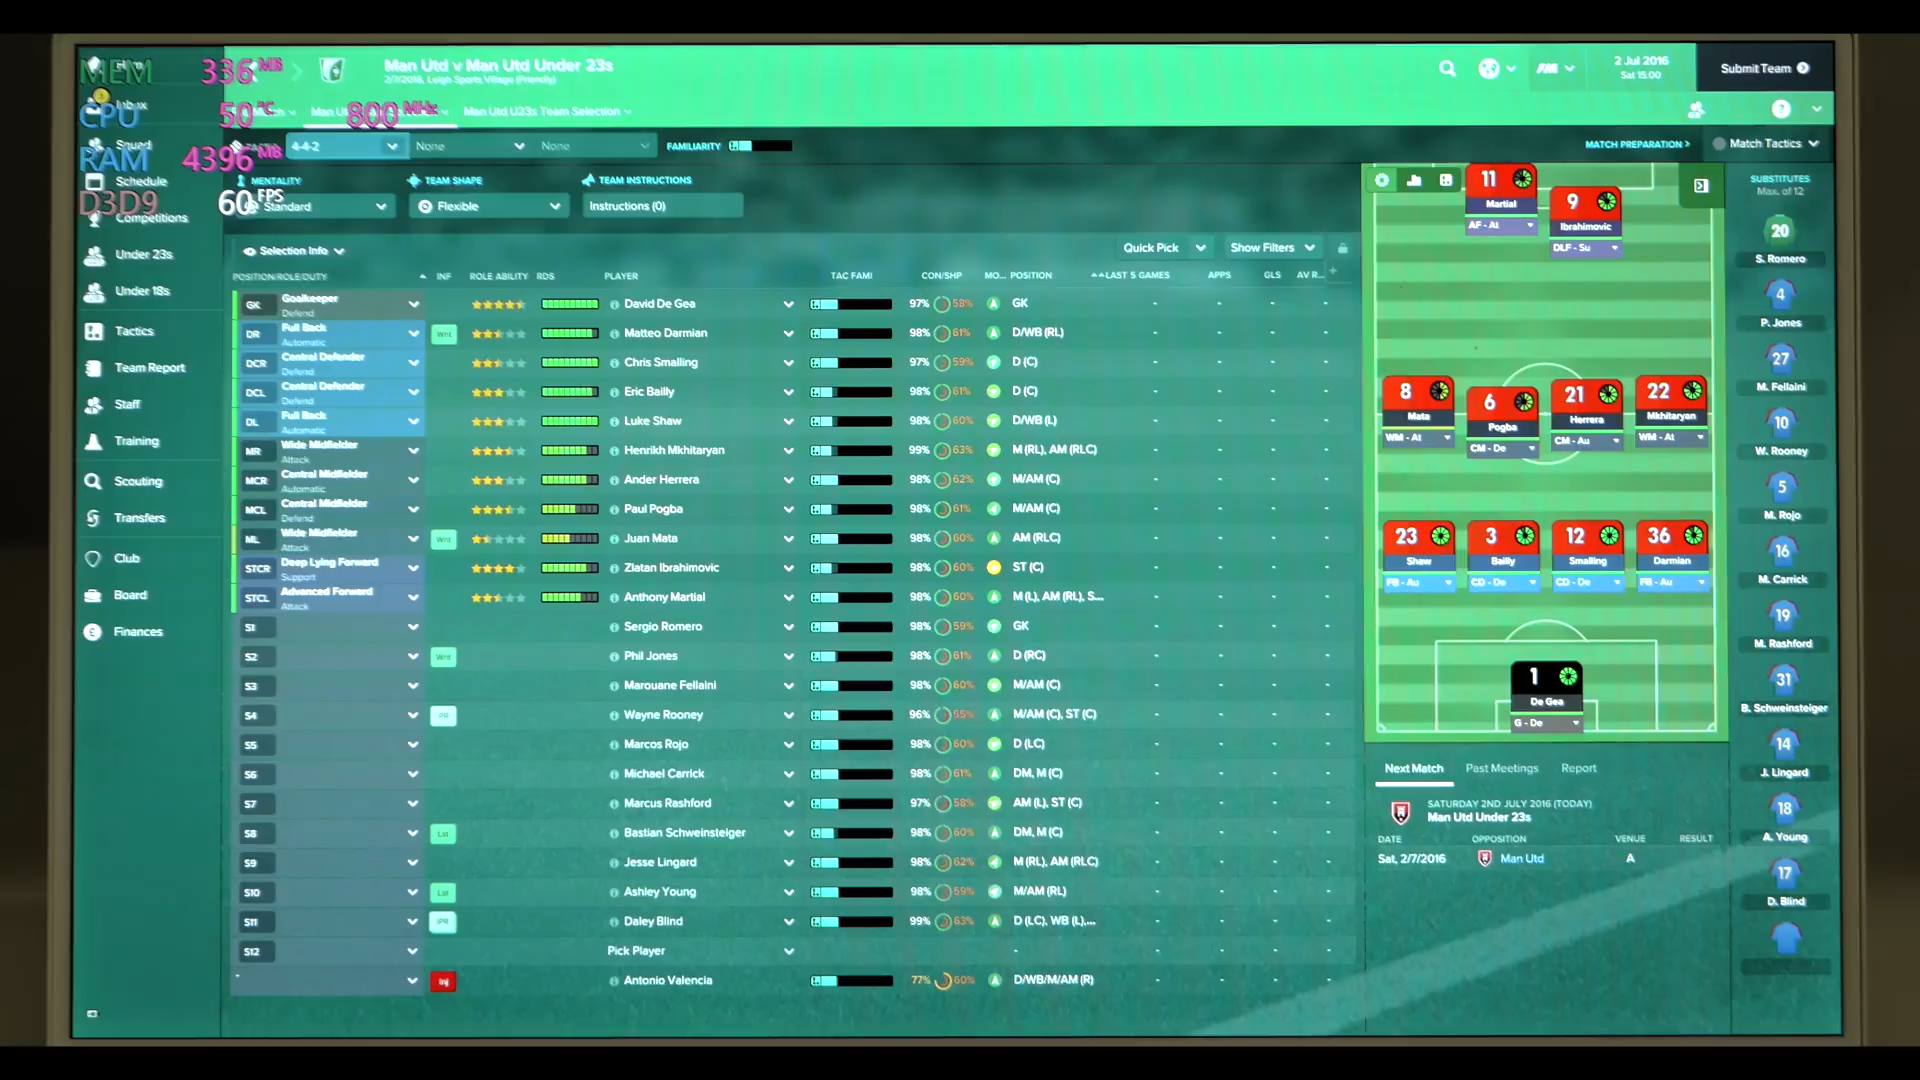 MEM 336 MB
CPU 50 °C 800 MHz
RAM 4396 MB
D3D9 60 FPS
Man Utd v Man Utd Under 23s
2/7/2016, Leigh Sports Village (Friendly)
2 Jul 2016
Sat 15:00
Submit Team
Man Utd U23s Team Selection
4-4-2
None
None
FAMILIARITY
MATCH PREPARATION >
Match Tactics
MENTALITY
Standard
TEAM SHAPE
Flexible
TEAM INSTRUCTIONS
Instructions (0)
Inbox
Squad
Schedule
Competitions
Under 23s
Under 18s
Tactics
Team Report
Staff
Training
Scouting
Transfers
Club
Board
Finances
Selection Info
Quick Pick
Show Filters
POSITION/ROLE/DUTY INF ROLE ABILITY RDS PLAYER TAC FAMI CON/SHP MO... POSITION LAST 5 GAMES APPS GLS AV R...
GK Goalkeeper Defend David De Gea 97% 58% GK - - - -
DR Full Back Automatic Wnt Matteo Darmian 98% 61% D/WB (RL) - - - -
DCR Central Defender Defend Chris Smalling 97% 59% D (C) - - - -
DCL Central Defender Defend Eric Bailly 98% 61% D (C) - - - -
DL Full Back Automatic Luke Shaw 98% 60% D/WB (L) - - - -
MR Wide Midfielder Attack Henrikh Mkhitaryan 99% 63% M (RL), AM (RLC) - - - -
MCR Central Midfielder Automatic Ander Herrera 98% 62% M/AM (C) - - - -
MCL Central Midfielder Defend Paul Pogba 98% 61% M/AM (C) - - - -
ML Wide Midfielder Attack Wnt Juan Mata 98% 60% AM (RLC) - - - -
STCR Deep Lying Forward Support Zlatan Ibrahimovic 98% 60% ST (C) - - - -
STCL Advanced Forward Attack Anthony Martial 98% 60% M (L), AM (RL), S... - - - -
S1 Sergio Romero 98% 59% GK - - - -
S2 Wnt Phil Jones 98% 61% D (RC) - - - -
S3 Marouane Fellaini 98% 60% M/AM (C) - - - -
S4 PR Wayne Rooney 96% 55% M/AM (C), ST (C) - - - -
S5 Marcos Rojo 98% 60% D (LC) - - - -
S6 Michael Carrick 98% 61% DM, M (C) - - - -
S7 Marcus Rashford 97% 58% AM (L), ST (C) - - - -
S8 Lst Bastian Schweinsteiger 98% 60% DM, M (C) - - - -
S9 Jesse Lingard 98% 62% M (RL), AM (RLC) - - - -
S10 Lst Ashley Young 98% 59% M/AM (RL) - - - -
S11 PR Daley Blind 99% 63% D (LC), WB (L),... - - - -
S12 Pick Player - - - - -
- Inj Antonio Valencia 77% 60% D/WB/M/AM (R) - - - -
11 Martial AF - At
9 Ibrahimovic DLF - Su
8 Mata WM - At
6 Pogba CM - De
21 Herrera CM - Au
22 Mkhitaryan WM - At
23 Shaw FB - Au
3 Bailly CD - De
12 Smalling CD - De
36 Darmian FB - Au
1 De Gea G - De
SUBSTITUTES
Max. of 12
20 S. Romero
4 P. Jones
27 M. Fellaini
10 W. Rooney
5 M. Rojo
16 M. Carrick
19 M. Rashford
31 B. Schweinsteiger
14 J. Lingard
18 A. Young
17 D. Blind
Next Match Past Meetings Report
SATURDAY 2ND JULY 2016 (TODAY)
Man Utd Under 23s
DATE OPPOSITION VENUE RESULT
Sat, 2/7/2016 Man Utd A